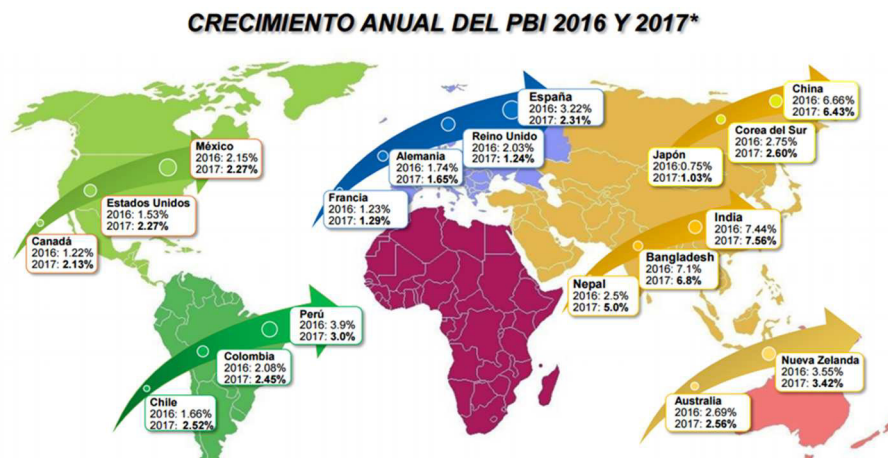 CRECIMIENTO ANUAL DEL PBI 2016 Y 2017*
México
2016: 2.15%
2017: 2.27%
Estados Unidos
2016: 1.53%
2017: 2.27%
Canadá
2016: 1.22%
2017: 2.13%
España
2016: 3.22%
2017: 2.31%
Reino Unido
2016: 2.03%
2017: 1.24%
Alemania
2016: 1.74%
2017: 1.65%
Francia
2016: 1.23%
2017: 1.29%
China
2016: 6.66%
2017: 6.43%
Corea del Sur
2016: 2.75%
2017: 2.60%
Japón
2016:0.75%
2017:1.03%
India
2016: 7.44%
2017: 7.56%
Bangladesh
2016: 7.1%
2017: 6.8%
Nepal
2016: 2.5%
2017: 5.0%
Perú
2016: 3.9%
2017: 3.0%
Colombia
2016: 2.08%
2017: 2.45%
Chile
2016: 1.66%
2017: 2.52%
Nueva Zelanda
2016: 3.55%
2017: 3.42%
Australia
2016: 2.69%
2017: 2.56%